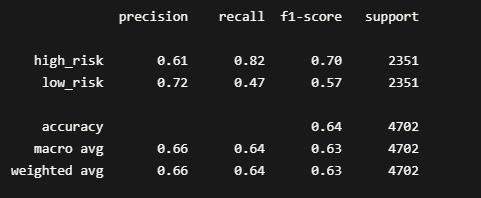 precision recall f1-score support
high_risk 0.61 0.82 0.70 2351
low_risk 0.72 0.47 0.57 2351
accuracy 0.64 4702
macro avg 0.66 0.64 0.63 4702
weighted avg 0.66 0.64 0.63 4702